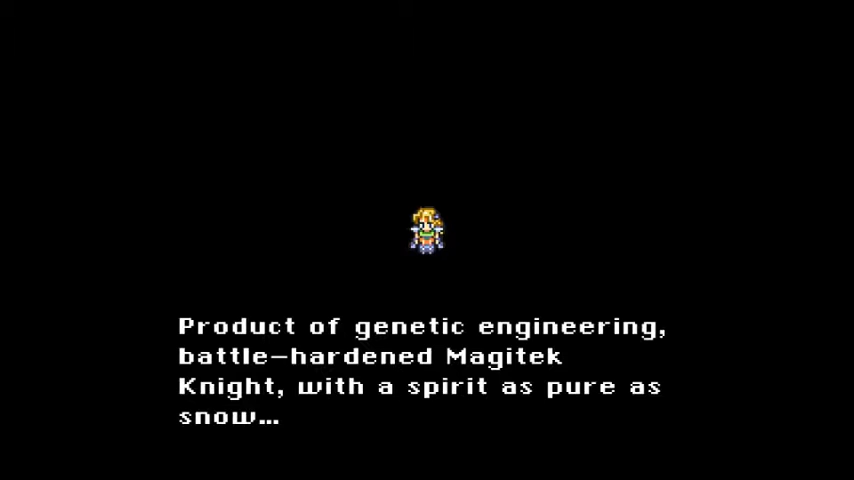 Product of genetic engineering,
battle-hardened Magitek
Knight, with a spirit as pure as
snow…